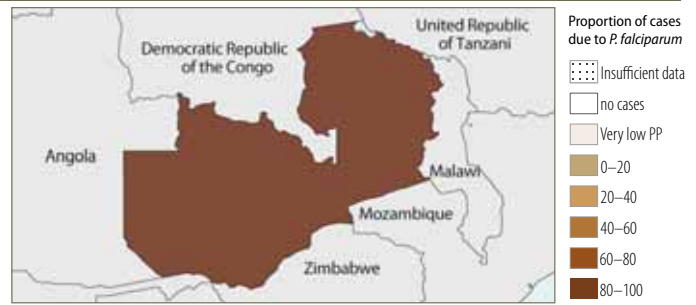 Democratic Republic
of the Congo
United Republic
of Tanzani
Angola
Malawi
Mozambique
Zimbabwe
Proportion of cases
due to P. falciparum
Insufficient data
no cases
Very low PP
0–20
20–40
40–60
60–80
80–100